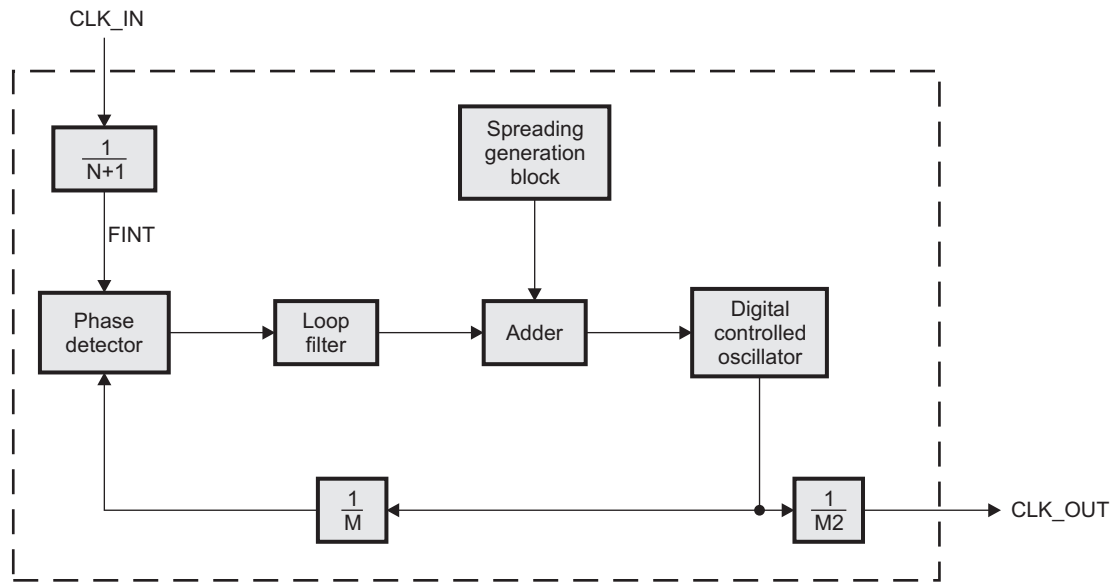 CLK_IN
1
N+1
Spreading
generation
block
FINT
Phase
detector
Loop
filter
Adder
Digital
controlled
oscillator
1
M
1
M2
CLK_OUT